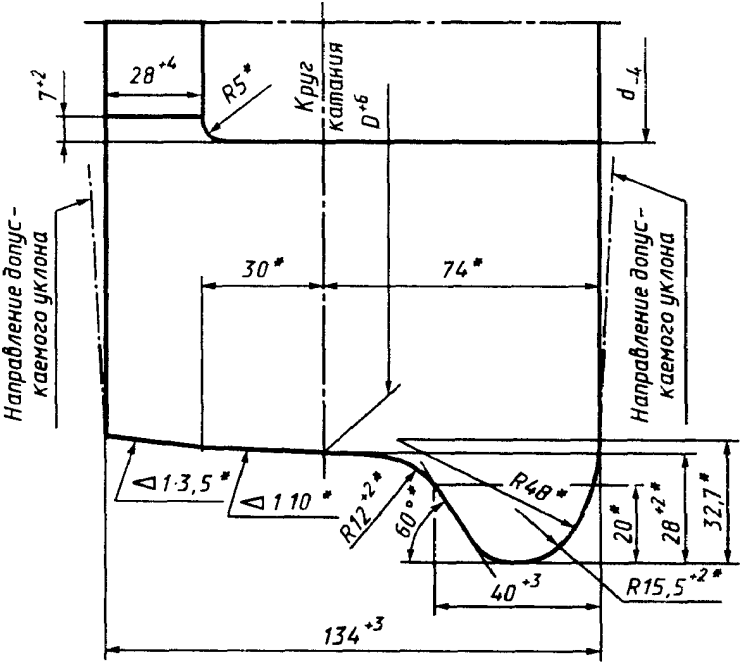 28+4
7+2
R5*
Круг
катания
D+6
d-4
Направление допус-
каемого уклона
30*
74*
Направление допус-
каемого уклона
1·3,5*
1 10*
R12+2*
60°*
R48*
20*
28+2*
32,7*
R15,5+2*
40+3
134+3